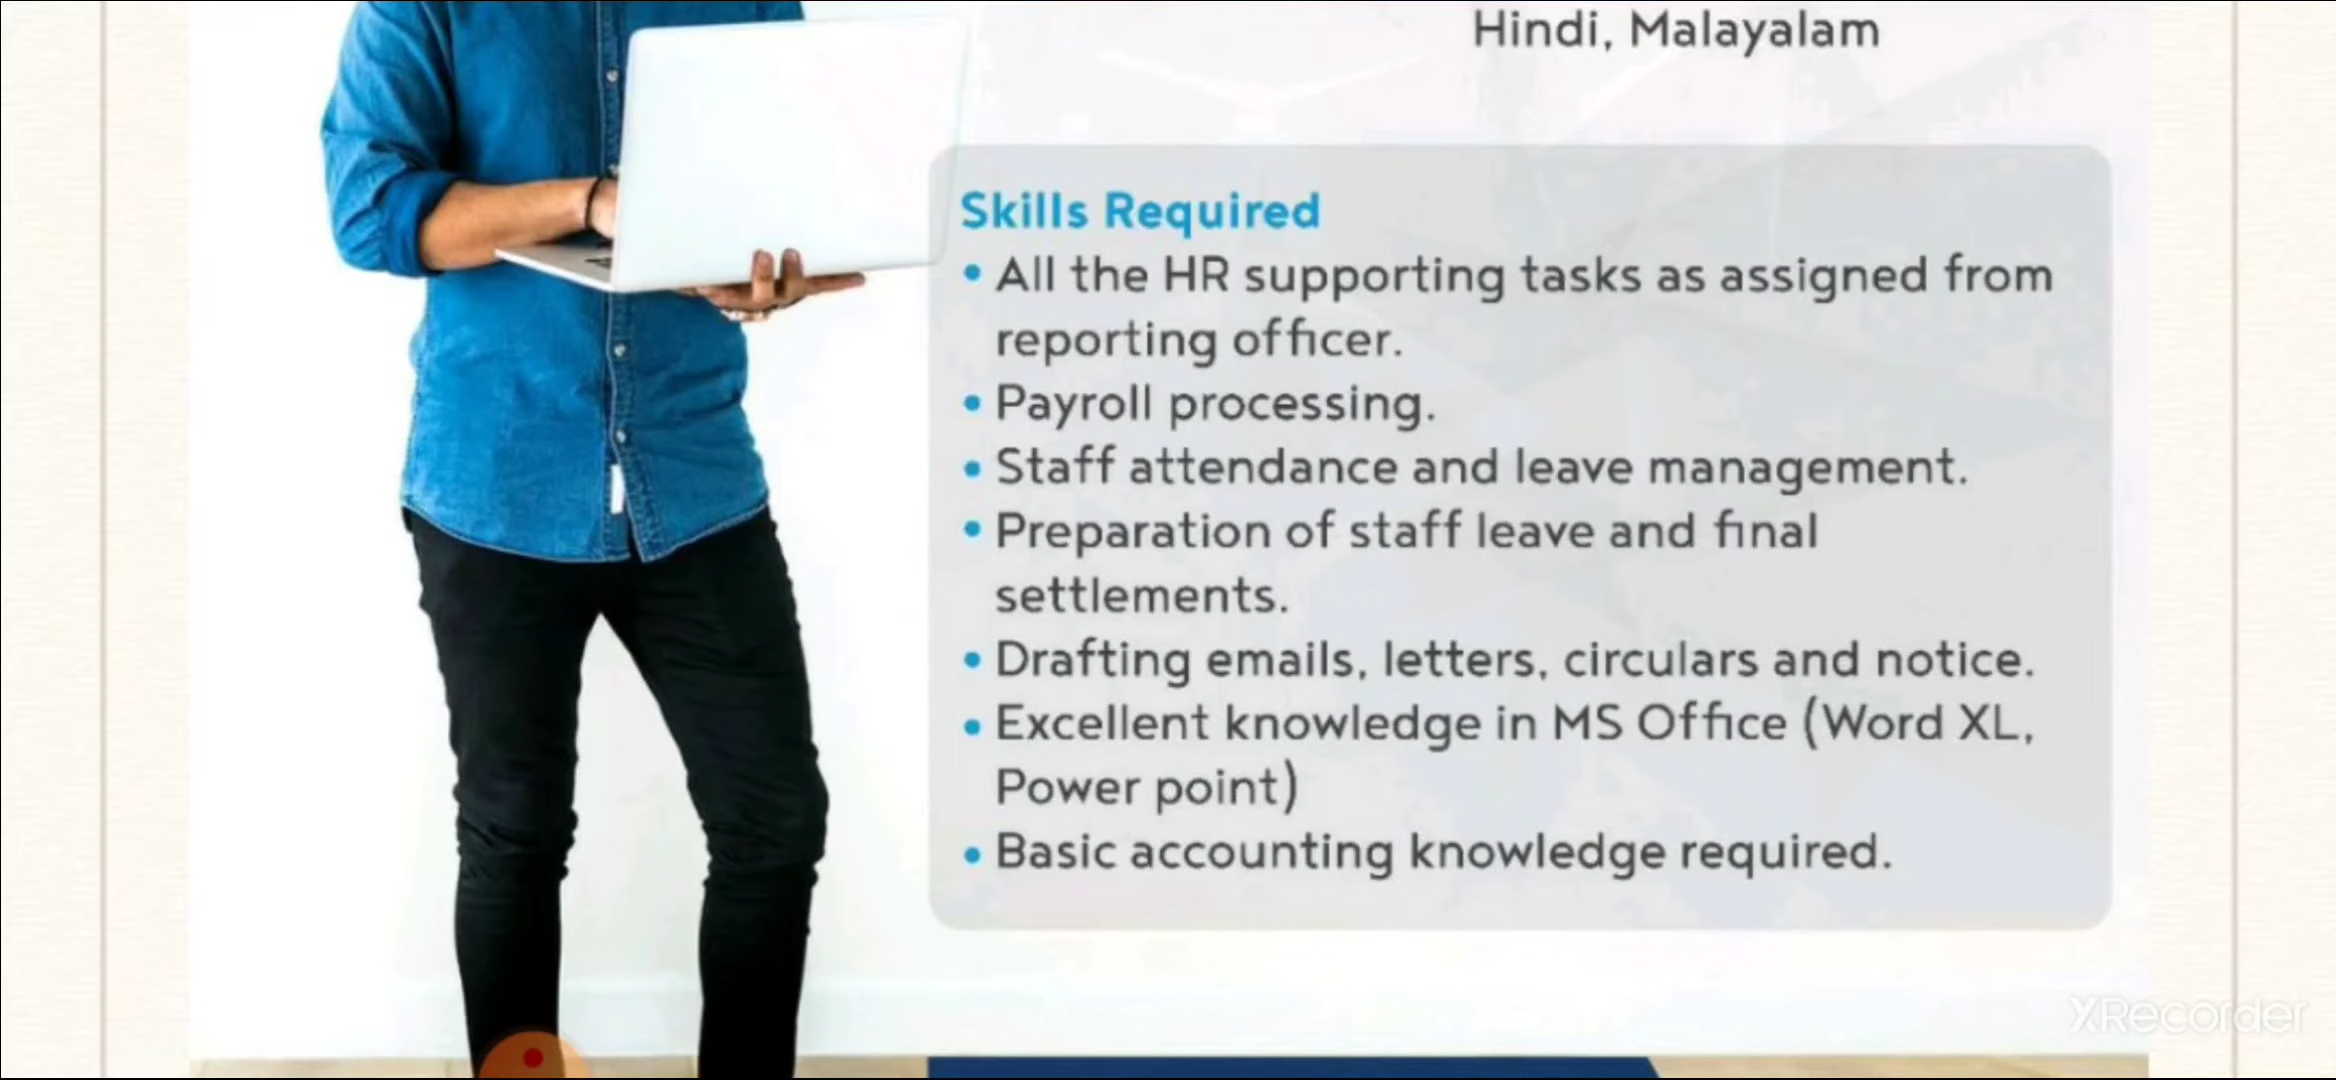 Hindi, Malayalam
Skills Required
• All the HR supporting tasks as assigned from
reporting officer.
• Payroll processing.
• Staff attendance and leave management.
• Preparation of staff leave and final
settlements.
• Drafting emails, letters, circulars and notice.
• Excellent knowledge in MS Office (Word XL,
Power point)
• Basic accounting knowledge required.
XRecorder